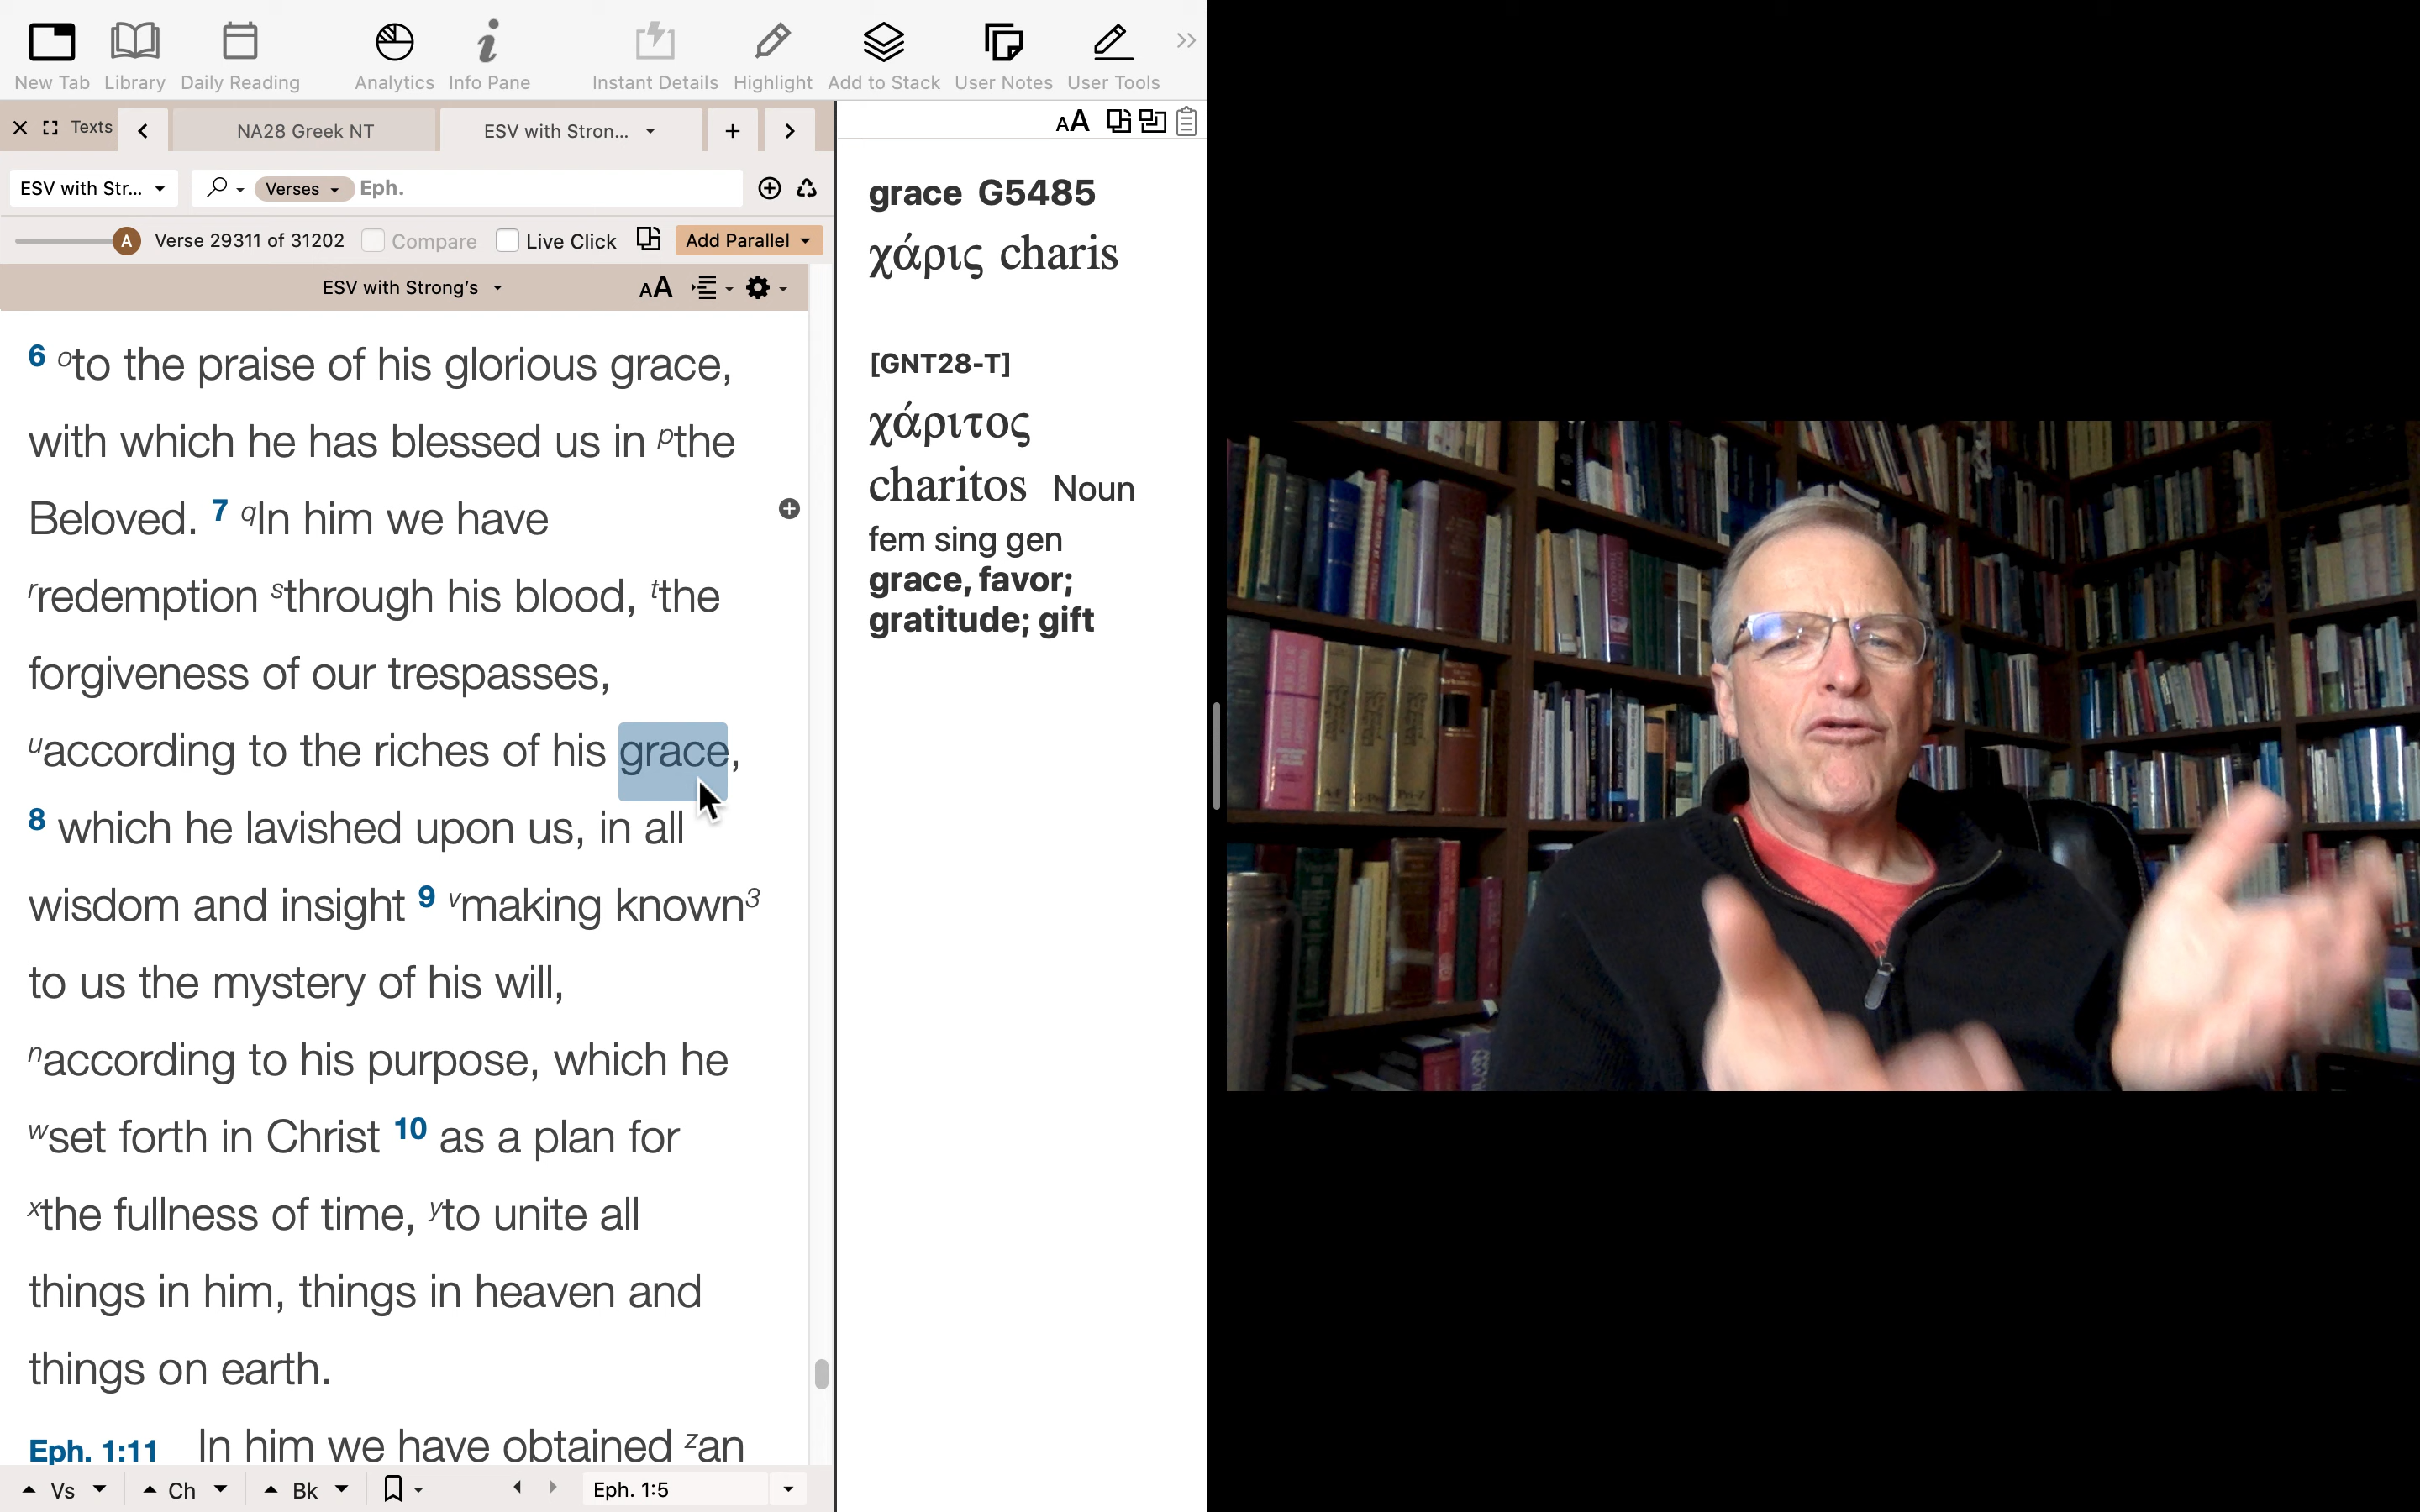 New Tab Library Daily Reading Analytics Info Pane Instant Details Highlight Add to Stack User Notes User Tools
Texts NA28 Greek NT ESV with Stron...
ESV with Str... Verses Eph.
A Verse 29311 of 31202 Compare Live Click Add Parallel
ESV with Strong's AA
6 oto the praise of his glorious grace,
with which he has blessed us in pthe
Beloved. 7 qIn him we have
rredemption sthrough his blood, tthe
forgiveness of our trespasses,
uaccording to the riches of his grace,
8 which he lavished upon us, in all
wisdom and insight 9 vmaking known3
to us the mystery of his will,
naccording to his purpose, which he
wset forth in Christ 10 as a plan for
xthe fullness of time, yto unite all
things in him, things in heaven and
things on earth.
Eph. 1:11 In him we have obtained zan
Vs Ch Bk Eph. 1:5
AA
grace G5485
χάρις charis
[GNT28-T]
χάριτος
charitos Noun
fem sing gen
grace, favor;
gratitude; gift